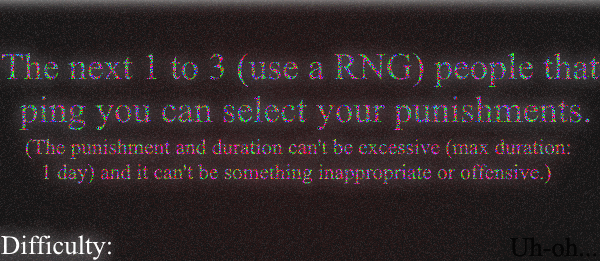 The next 1 to 3 (use a RNG) people that
ping you can select your punishments.
(The punishment and duration can't be excessive (max duration:
1 day) and it can't be something inappropriate or offensive.)
Difficulty:
Uh-oh...